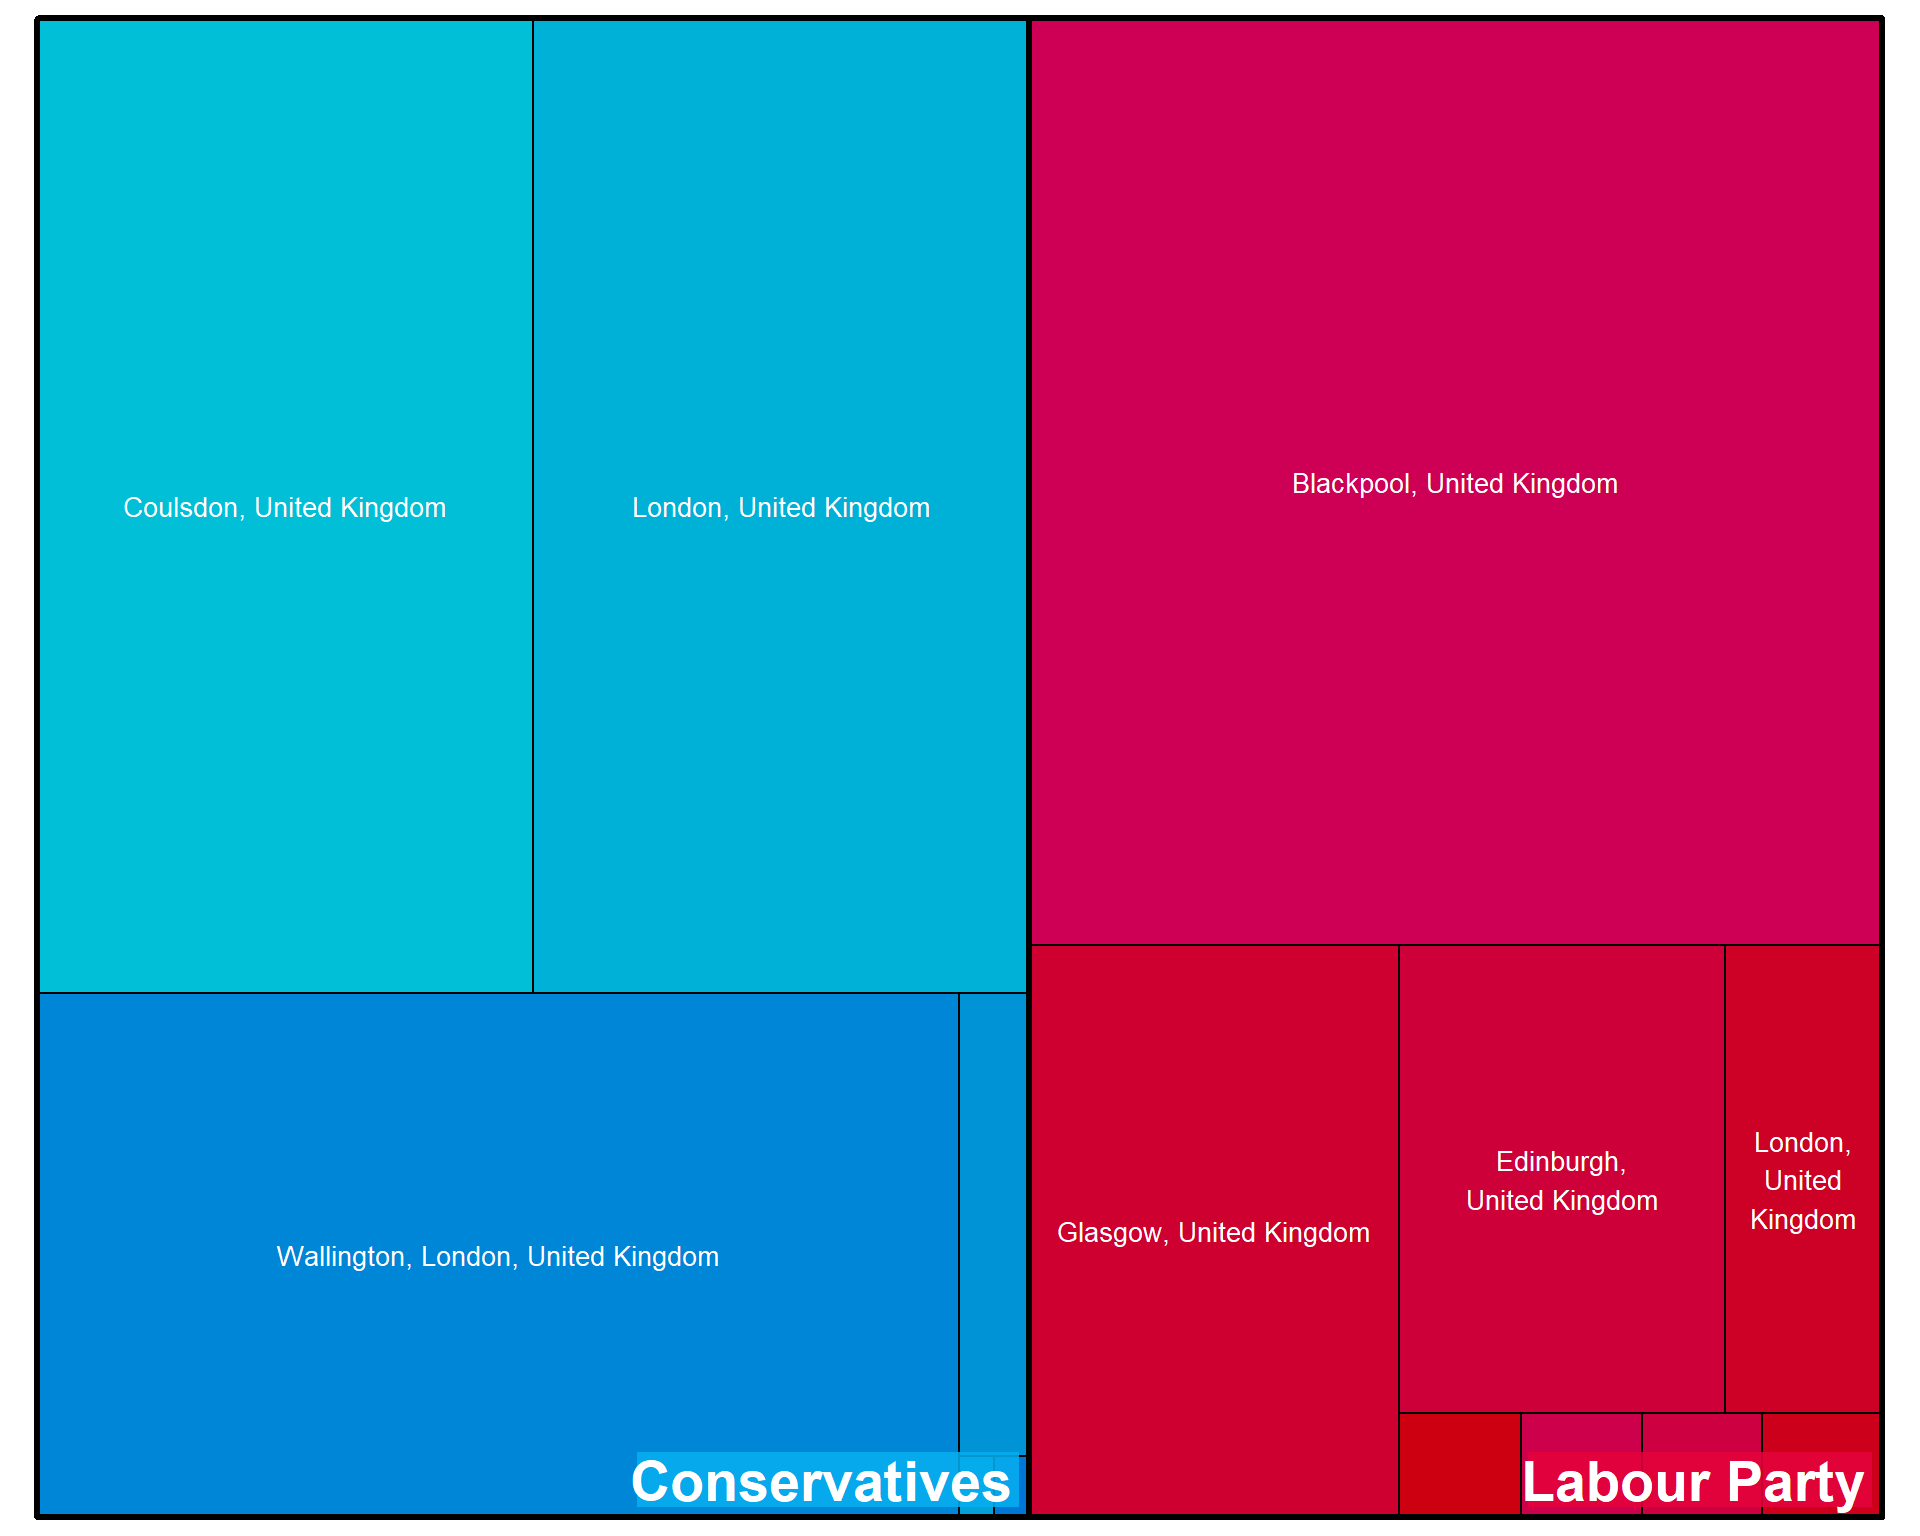 Coulsdon, United Kingdom
London, United Kingdom
Blackpool, United Kingdom
Wallington, London, United Kingdom
Glasgow, United Kingdom
Edinburgh,
United Kingdom
London,
United
Kingdom
Conservatives
Labour Party